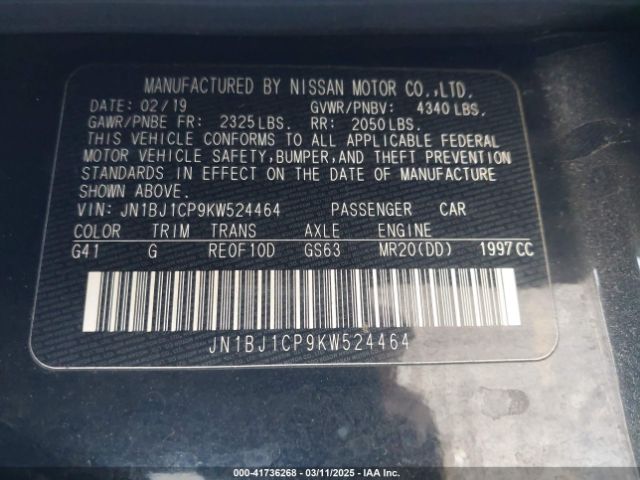 MANUFACTURED BY NISSAN MOTOR CO.,LTD.
DATE: 02/19 GVWR/PNBV: 4340 LBS.
GAWR/PNBE FR: 2325 LBS. RR: 2050 LBS.
THIS VEHICLE CONFORMS TO ALL APPLICABLE FEDERAL
MOTOR VEHICLE SAFETY,BUMPER,AND THEFT PREVENTION
STANDARDS IN EFFECT ON THE DATE OF MANUFACTURE
SHOWN ABOVE.
VIN: JN1BJ1CP9KW524464 PASSENGER CAR
COLOR TRIM TRANS AXLE ENGINE
G41 G RE0F10D GS63 MR20(DD) 1997 CC
JN1BJ1CP9KW524464
000-41736268 - 03/11/2025 - IAA Inc.